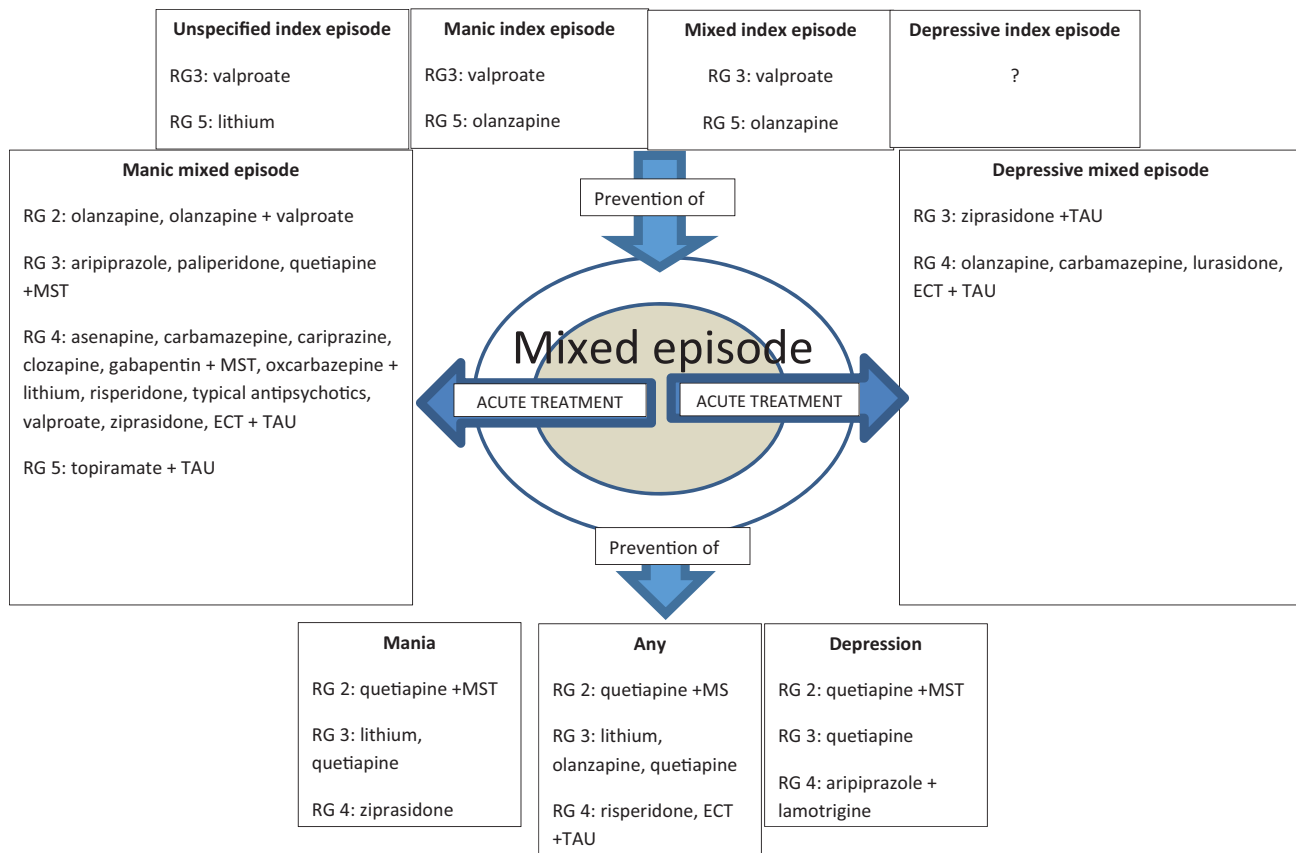 Unspecified index episode
RG3: valproate
RG 5: lithium
Manic index episode
RG3: valproate
RG 5: olanzapine
Mixed index episode
RG 3: valproate
RG 5: olanzapine
Depressive index episode
?
Manic mixed episode
RG 2: olanzapine, olanzapine + valproate
RG 3: aripiprazole, paliperidone, quetiapine
+MST
RG 4: asenapine, carbamazepine, cariprazine,
clozapine, gabapentin + MST, oxcarbazepine +
lithium, risperidone, typical antipsychotics,
valproate, ziprasidone, ECT + TAU
RG 5: topiramate + TAU
Prevention of
Mixed episode
ACUTE TREATMENT
ACUTE TREATMENT
Depressive mixed episode
RG 3: ziprasidone +TAU
RG 4: olanzapine, carbamazepine, lurasidone,
ECT + TAU
Prevention of
Mania
RG 2: quetiapine +MST
RG 3: lithium,
quetiapine
RG 4: ziprasidone
Any
RG 2: quetiapine +MS
RG 3: lithium,
olanzapine, quetiapine
RG 4: risperidone, ECT
+TAU
Depression
RG 2: quetiapine +MST
RG 3: quetiapine
RG 4: aripiprazole +
lamotrigine